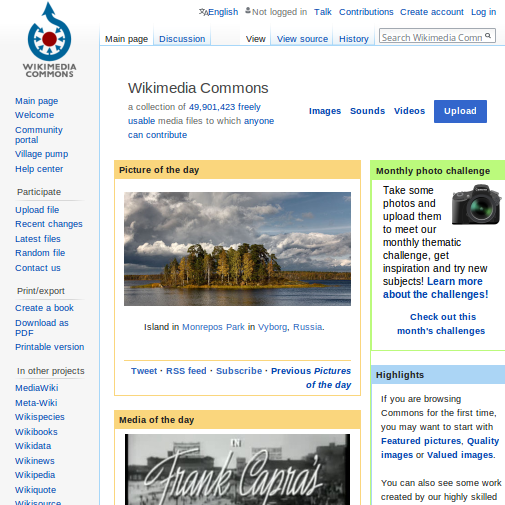 English Not logged in Talk Contributions Create account Log in
Main page Discussion View View source History Search Wikimedia Comm
WIKIMEDIA
COMMONS
Main page
Welcome
Community
portal
Village pump
Help center
Participate
Upload file
Recent changes
Latest files
Random file
Contact us
Print/export
Create a book
Download as
PDF
Printable version
In other projects
MediaWiki
Meta-Wiki
Wikispecies
Wikibooks
Wikidata
Wikinews
Wikipedia
Wikiquote
Wikisource
Wikimedia Commons
a collection of 49,901,423 freely
usable media files to which anyone
can contribute
Images Sounds Videos Upload
Picture of the day
Island in Monrepos Park in Vyborg, Russia.
Tweet · RSS feed · Subscribe · Previous Pictures
of the day
Media of the day
IN
Frank Capra's
Monthly photo challenge
Take some
photos and
upload them
to meet our
monthly thematic
challenge, get
inspiration and try new
subjects! Learn more
about the challenges!
Check out this
month's challenges
Highlights
If you are browsing
Commons for the first time,
you may want to start with
Featured pictures, Quality
images or Valued images.
You can also see some work
created by our highly skilled